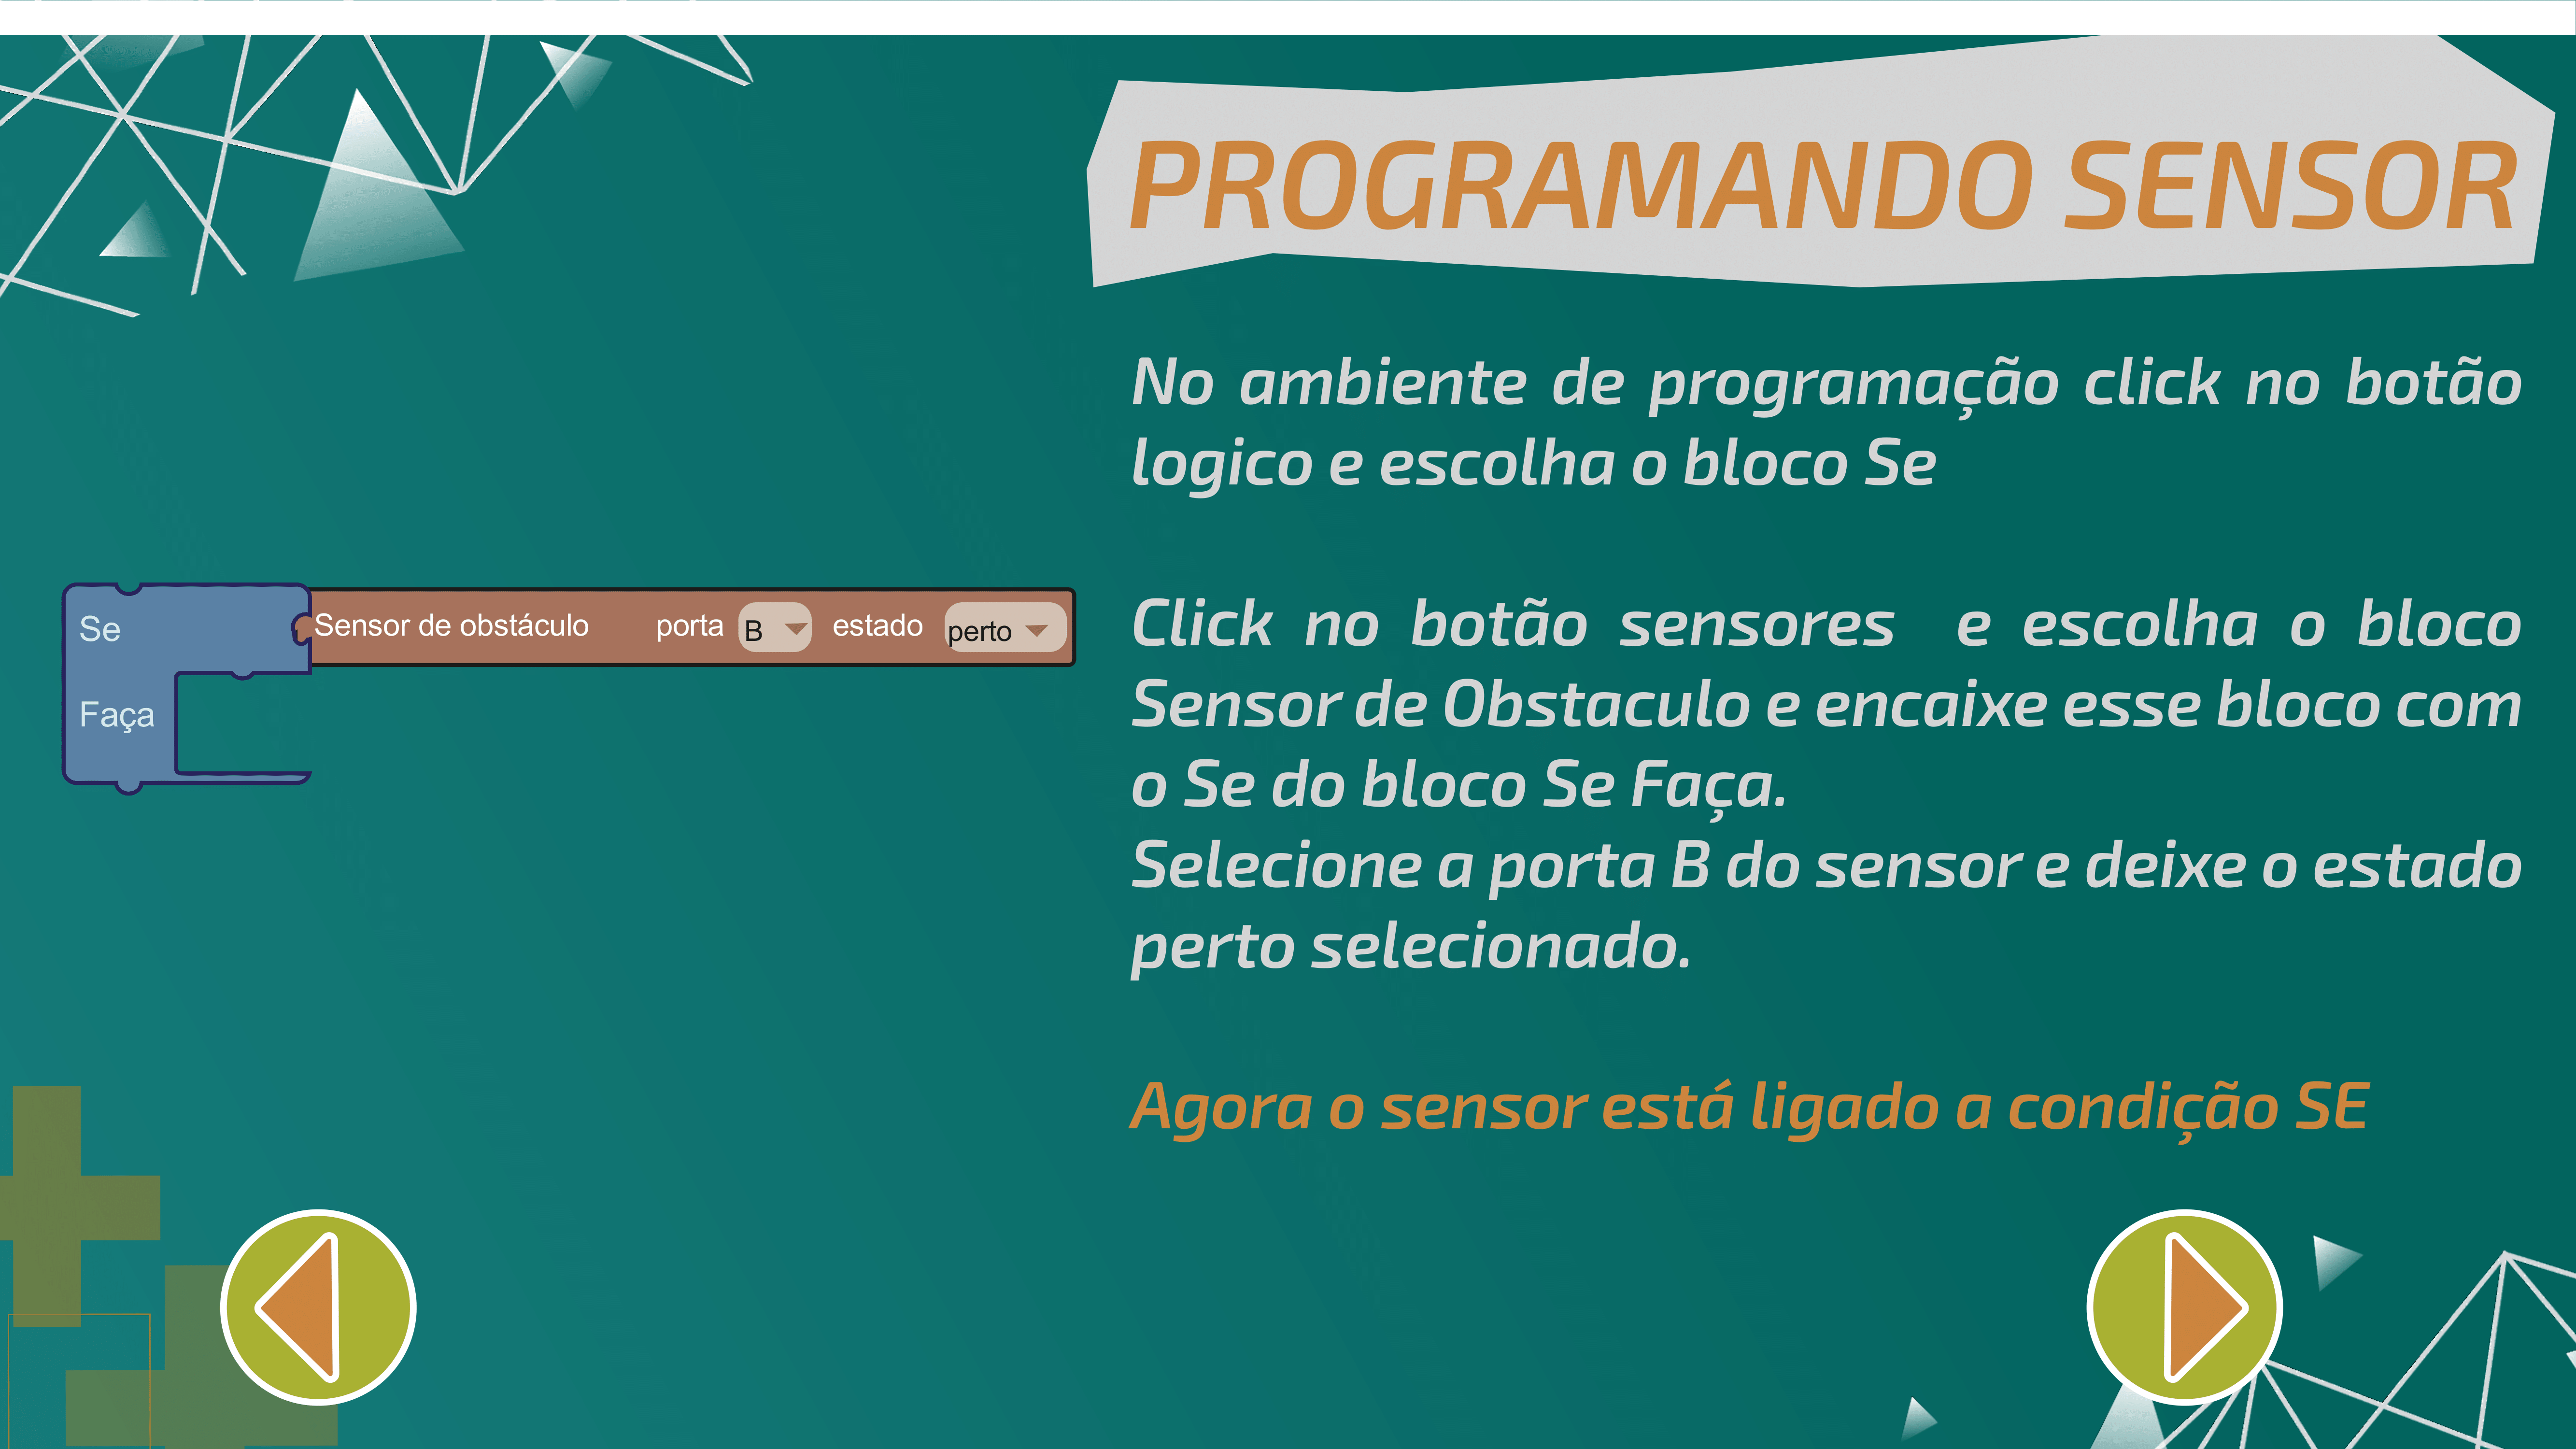 PROGRAMANDO SENSOR
No ambiente de programação click no botão
logico e escolha o bloco Se
Click no botão sensores e escolha o bloco
Sensor de Obstaculo e encaixe esse bloco com
o Se do bloco Se Faça.
Selecione a porta B do sensor e deixe o estado
perto selecionado.
Agora o sensor está ligado a condição SE
Se Sensor de obstáculo porta B estado perto
Faça